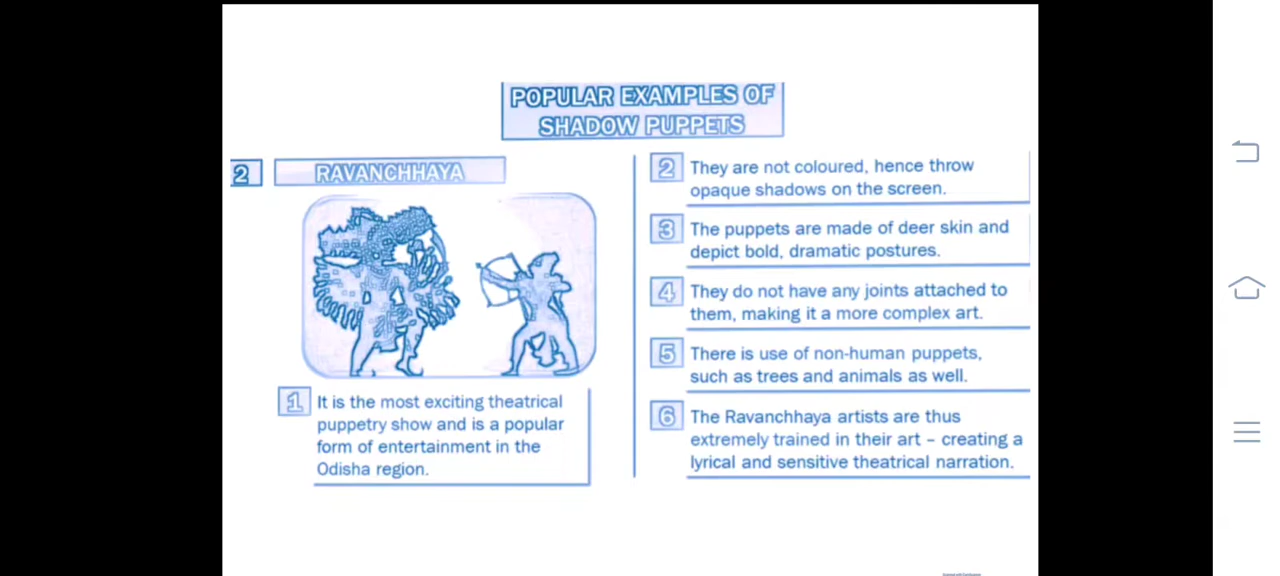 POPULAR EXAMPLES OF
SHADOW PUPPETS
2 RAVANCHHAYA
1 It is the most exciting theatrical
puppetry show and is a popular
form of entertainment in the
Odisha region.
2 They are not coloured, hence throw
opaque shadows on the screen.
3 The puppets are made of deer skin and
depict bold, dramatic postures.
4 They do not have any joints attached to
them, making it a more complex art.
5 There is use of non-human puppets,
such as trees and animals as well.
6 The Ravanchhaya artists are thus
extremely trained in their art – creating a
lyrical and sensitive theatrical narration.